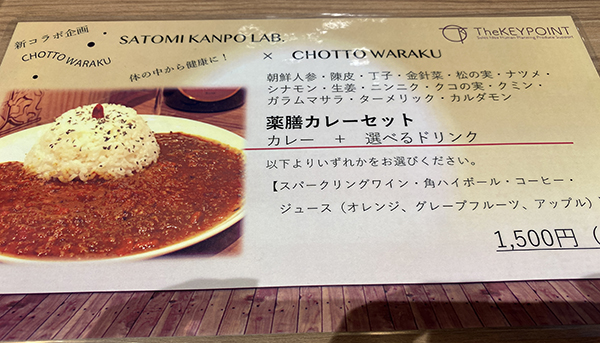 新コラボ企画
CHOTTO WARAKU
SATOMI KANPO LAB.
体の中から健康に！
× CHOTTO WARAKU
TheKEYPOINT
朝鮮人参・陳皮・丁子・金針菜・松の実・ナツメ・
シナモン・生姜・ニンニク・クコの実・クミン・
ガラムマサラ・ターメリック・カルダモン
薬膳カレーセット
カレー ＋ 選べるドリンク
以下よりいずれかをお選びください。
【スパークリングワイン・角ハイボール・コーヒー・
ジュース（オレンジ、グレープフルーツ、アップル）
1,500円（